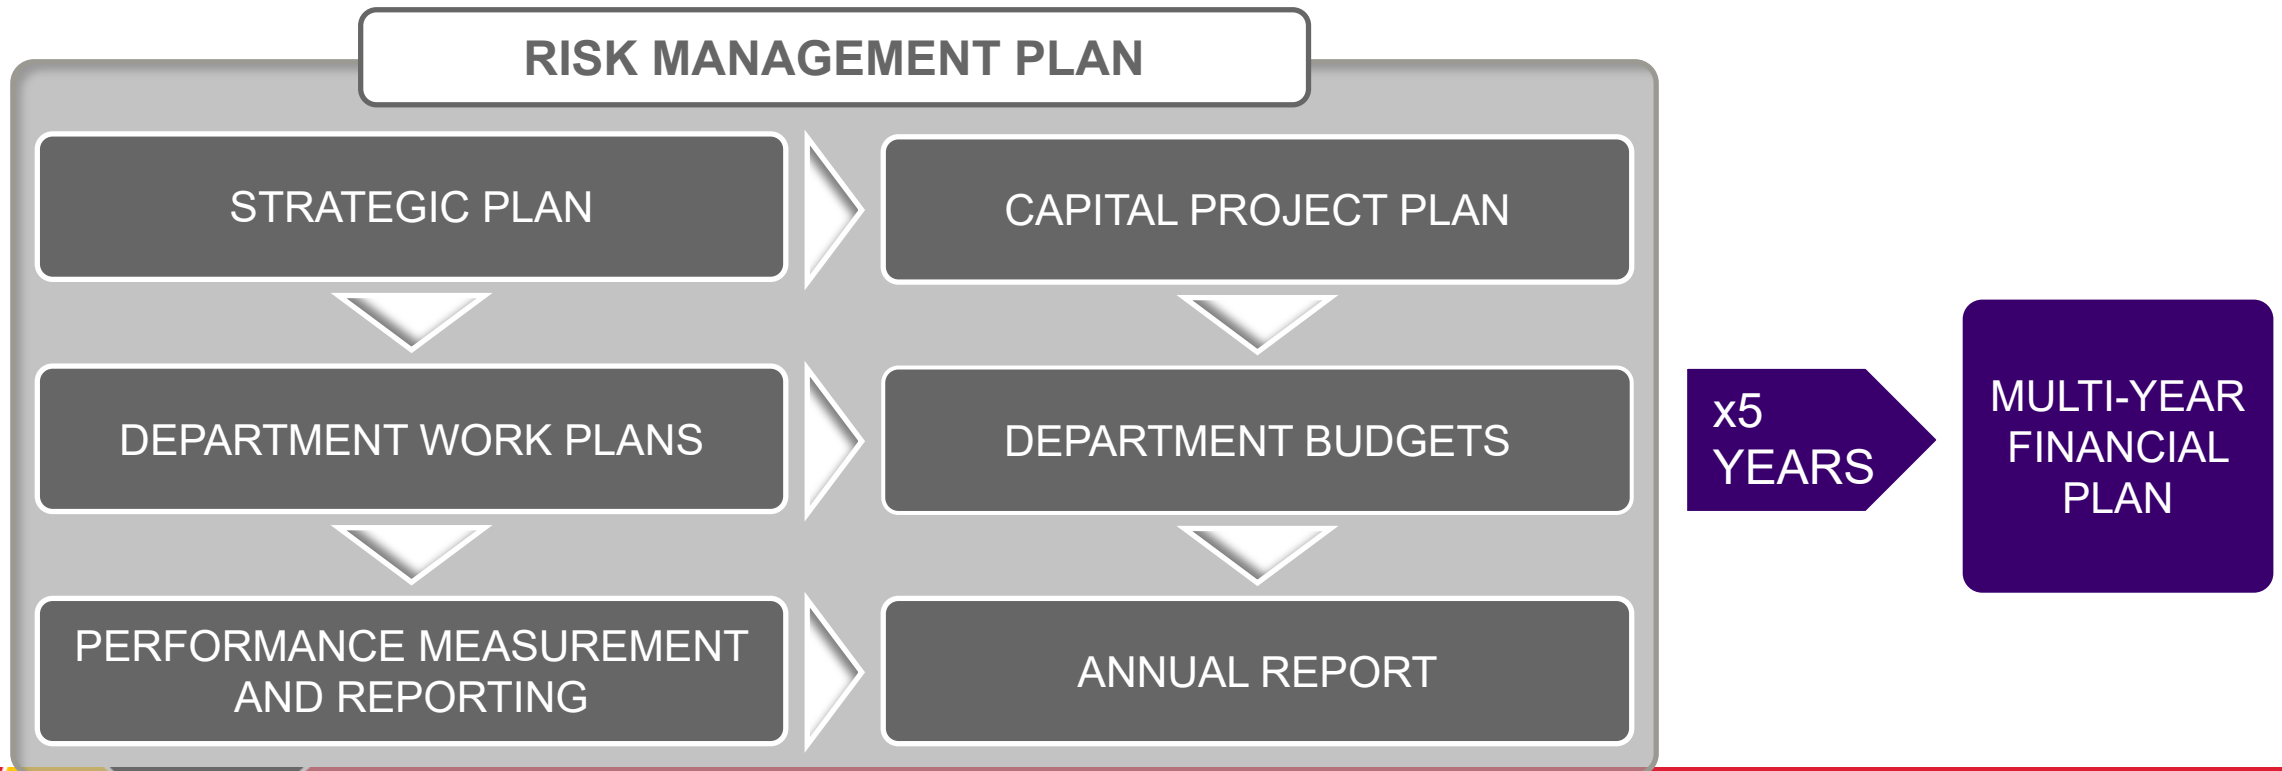 RISK MANAGEMENT PLAN
STRATEGIC PLAN
CAPITAL PROJECT PLAN
DEPARTMENT WORK PLANS
DEPARTMENT BUDGETS
x5
YEARS
MULTI-YEAR
FINANCIAL
PLAN
PERFORMANCE MEASUREMENT
AND REPORTING
ANNUAL REPORT